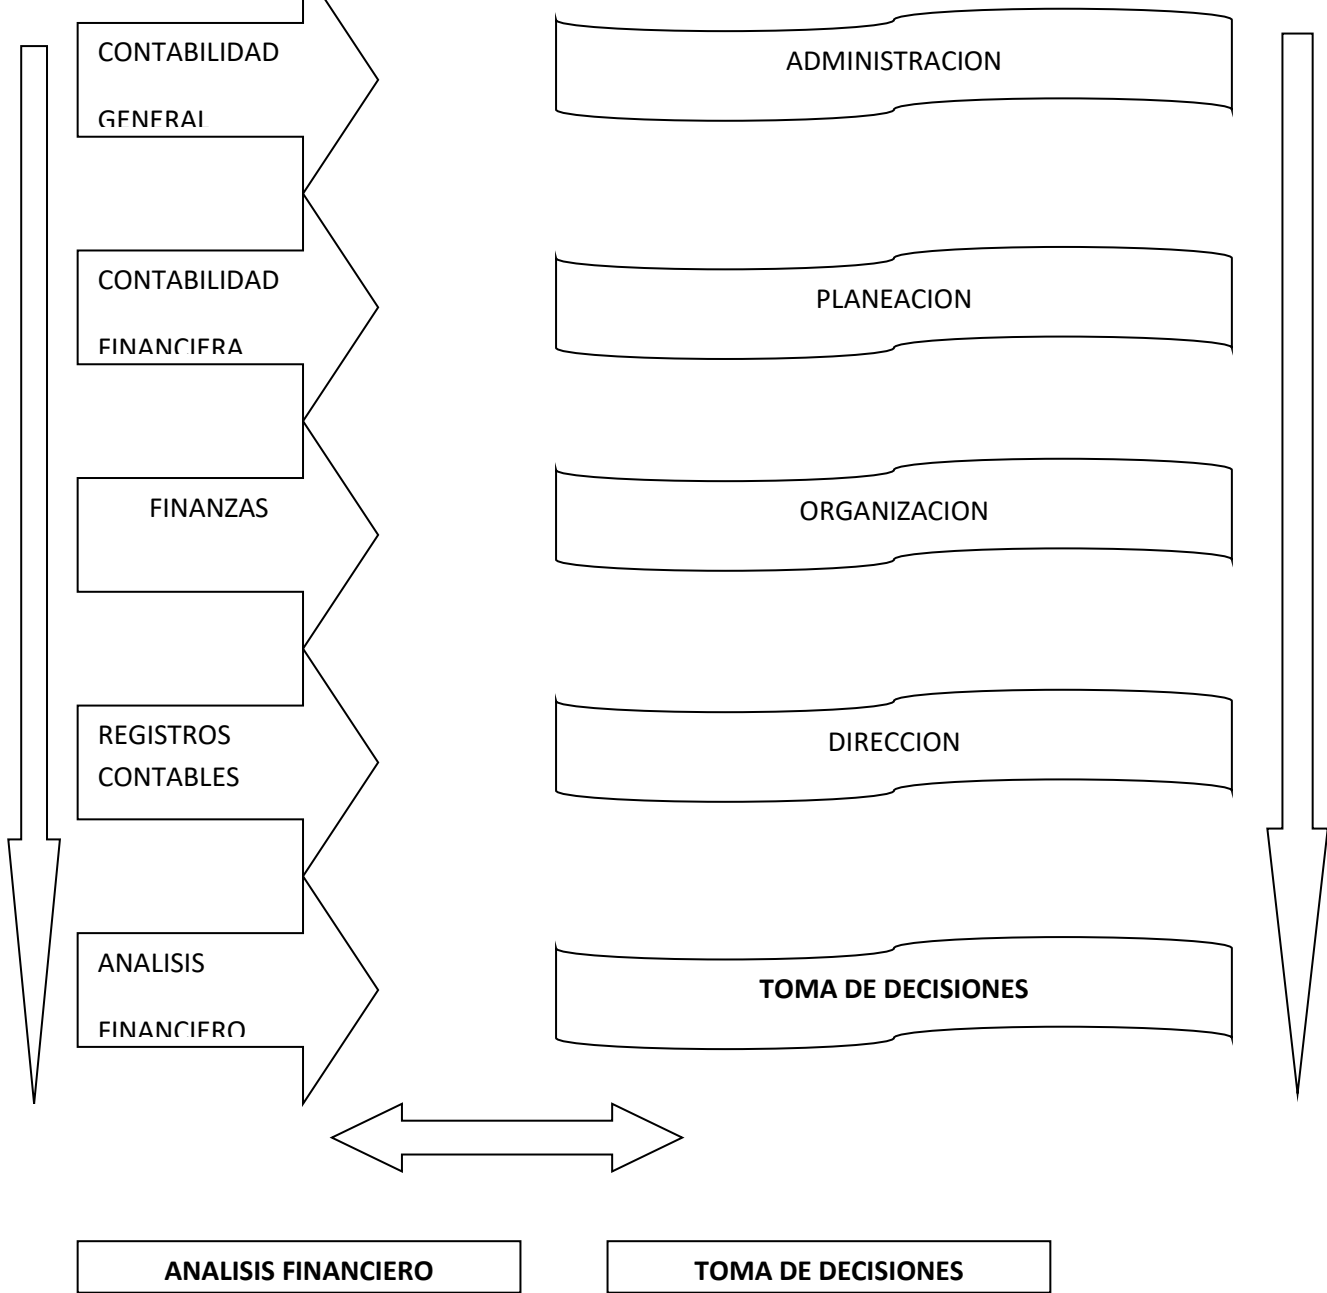 CONTABILIDAD
GENERAL
ADMINISTRACION
CONTABILIDAD
FINANCIERA
PLANEACION
FINANZAS
ORGANIZACION
REGISTROS
CONTABLES
DIRECCION
ANALISIS
FINANCIERO
TOMA DE DECISIONES
ANALISIS FINANCIERO
TOMA DE DECISIONES